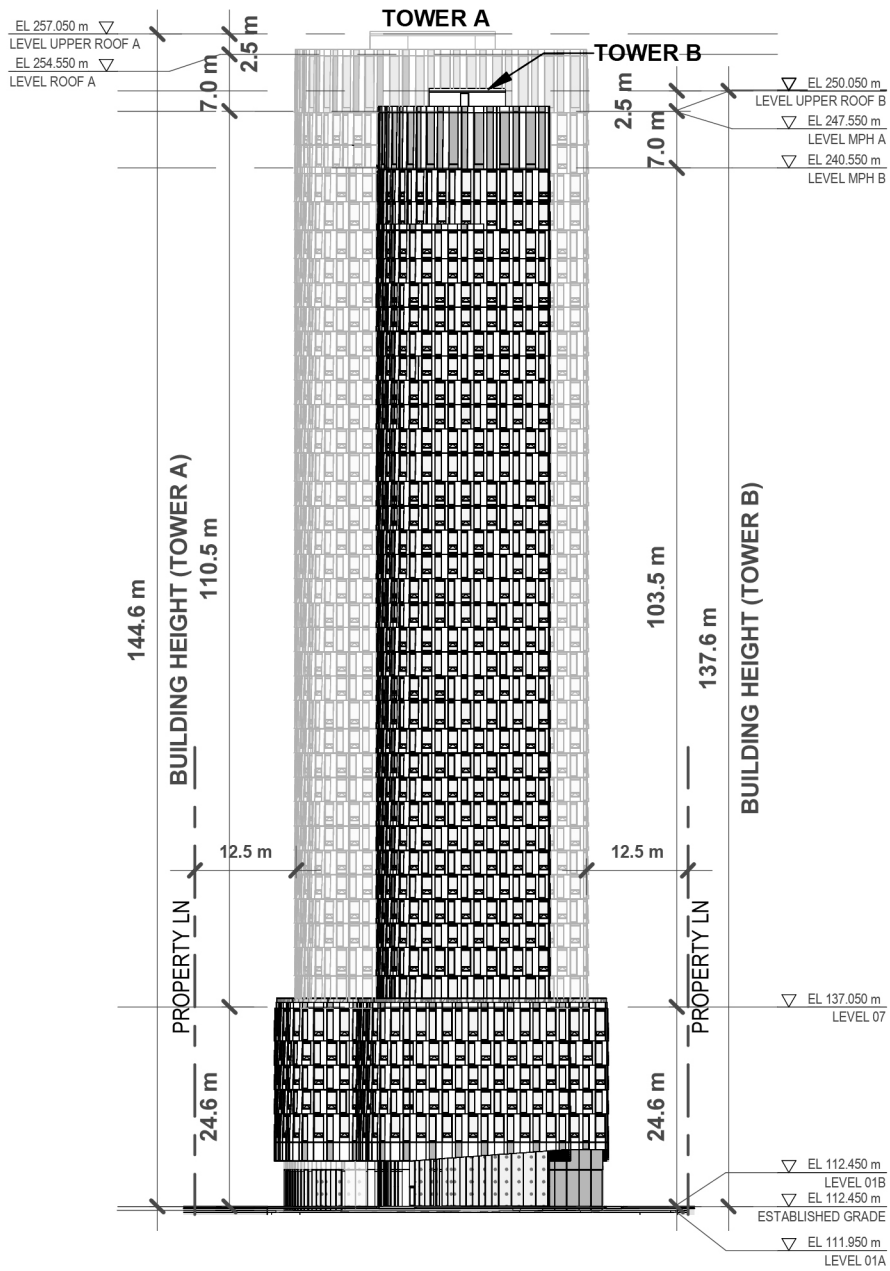 TOWER A
EL 257.050 m
LEVEL UPPER ROOF A
EL 254.550 m
LEVEL ROOF A
2.5 m
7.0 m
TOWER B
2.5 m
7.0 m
EL 250.050 m
LEVEL UPPER ROOF B
EL 247.550 m
LEVEL MPH A
EL 240.550 m
LEVEL MPH B
144.6 m
BUILDING HEIGHT (TOWER A)
110.5 m
103.5 m
137.6 m
BUILDING HEIGHT (TOWER B)
12.5 m
12.5 m
PROPERTY LN
PROPERTY LN
EL 137.050 m
LEVEL 07
24.6 m
24.6 m
EL 112.450 m
LEVEL 01B
EL 112.450 m
ESTABLISHED GRADE
EL 111.950 m
LEVEL 01A